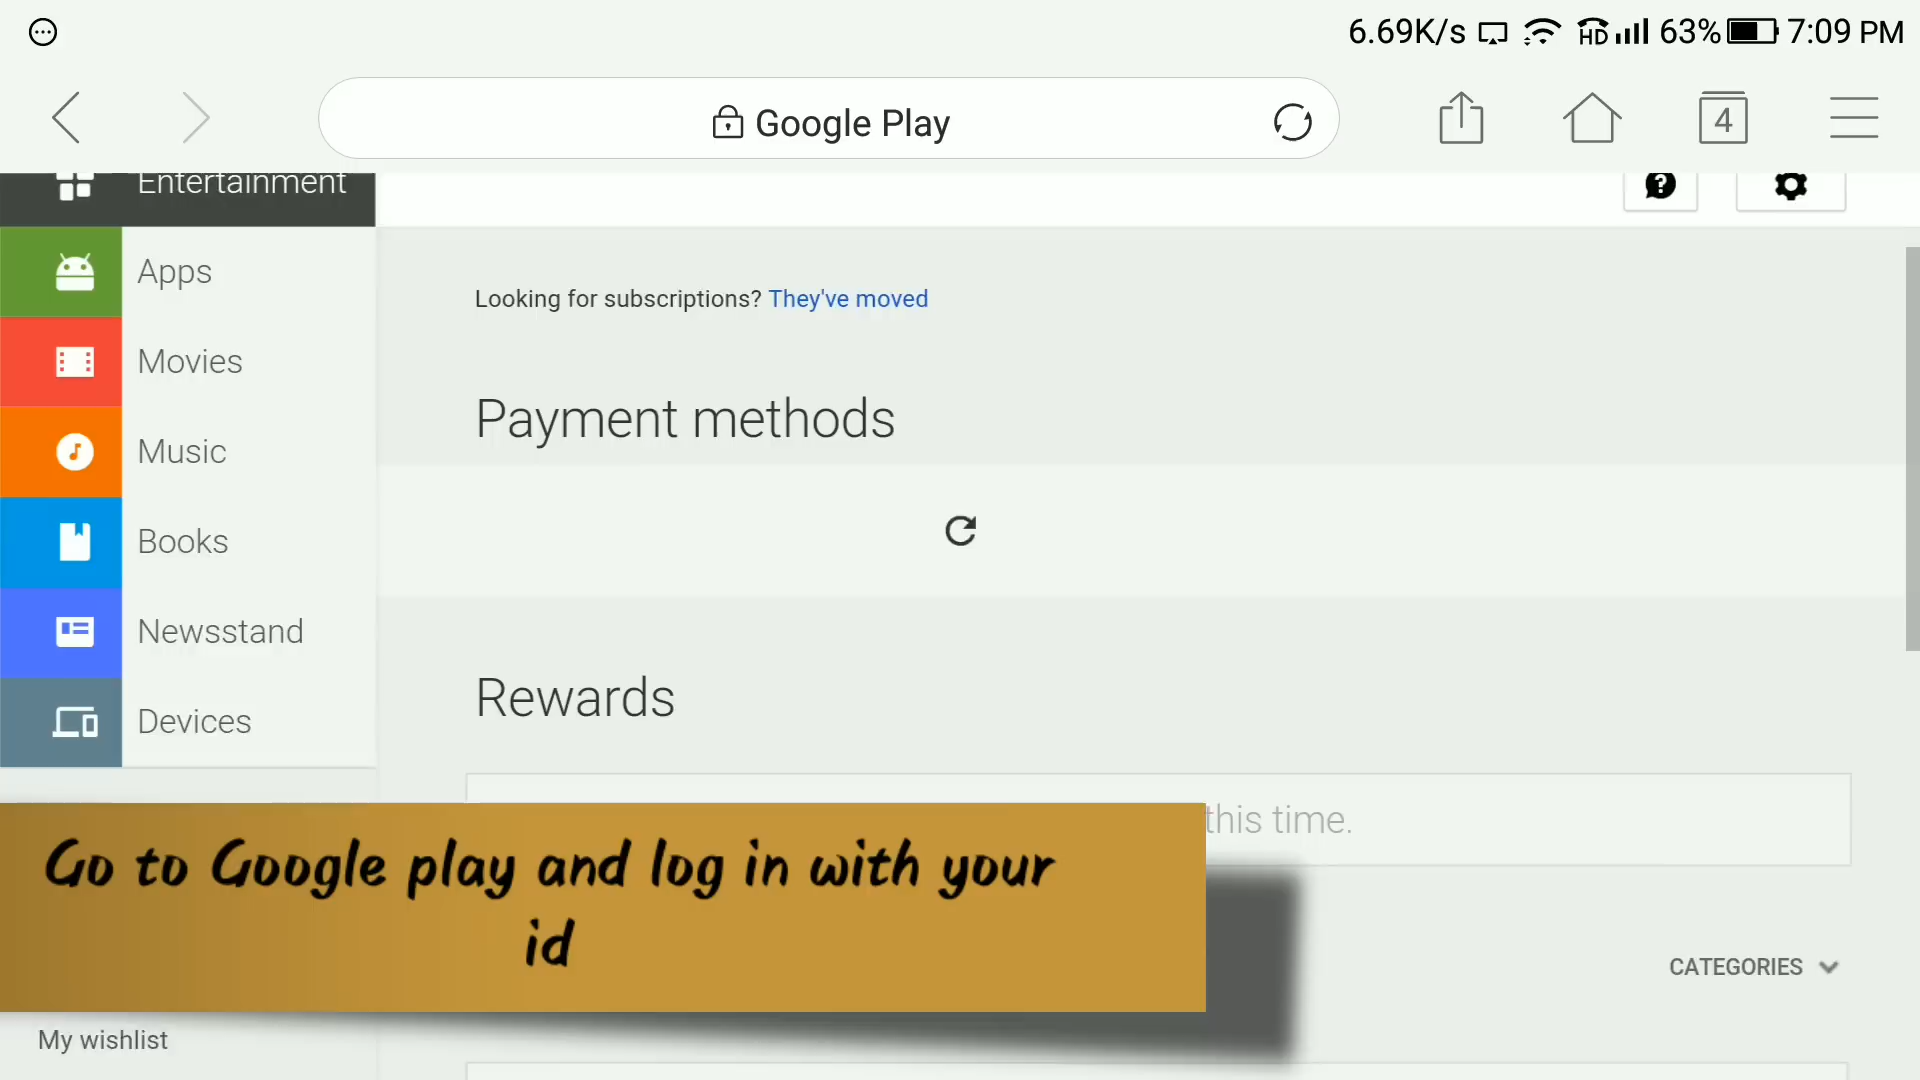 6.69K/s HD 63% 7:09 PM
Google Play
4
Entertainment
Apps
Movies
Music
Books
Newsstand
Devices
My wishlist
Looking for subscriptions? They've moved
Payment methods
Rewards
this time.
CATEGORIES
Go to Google play and log in with your
id